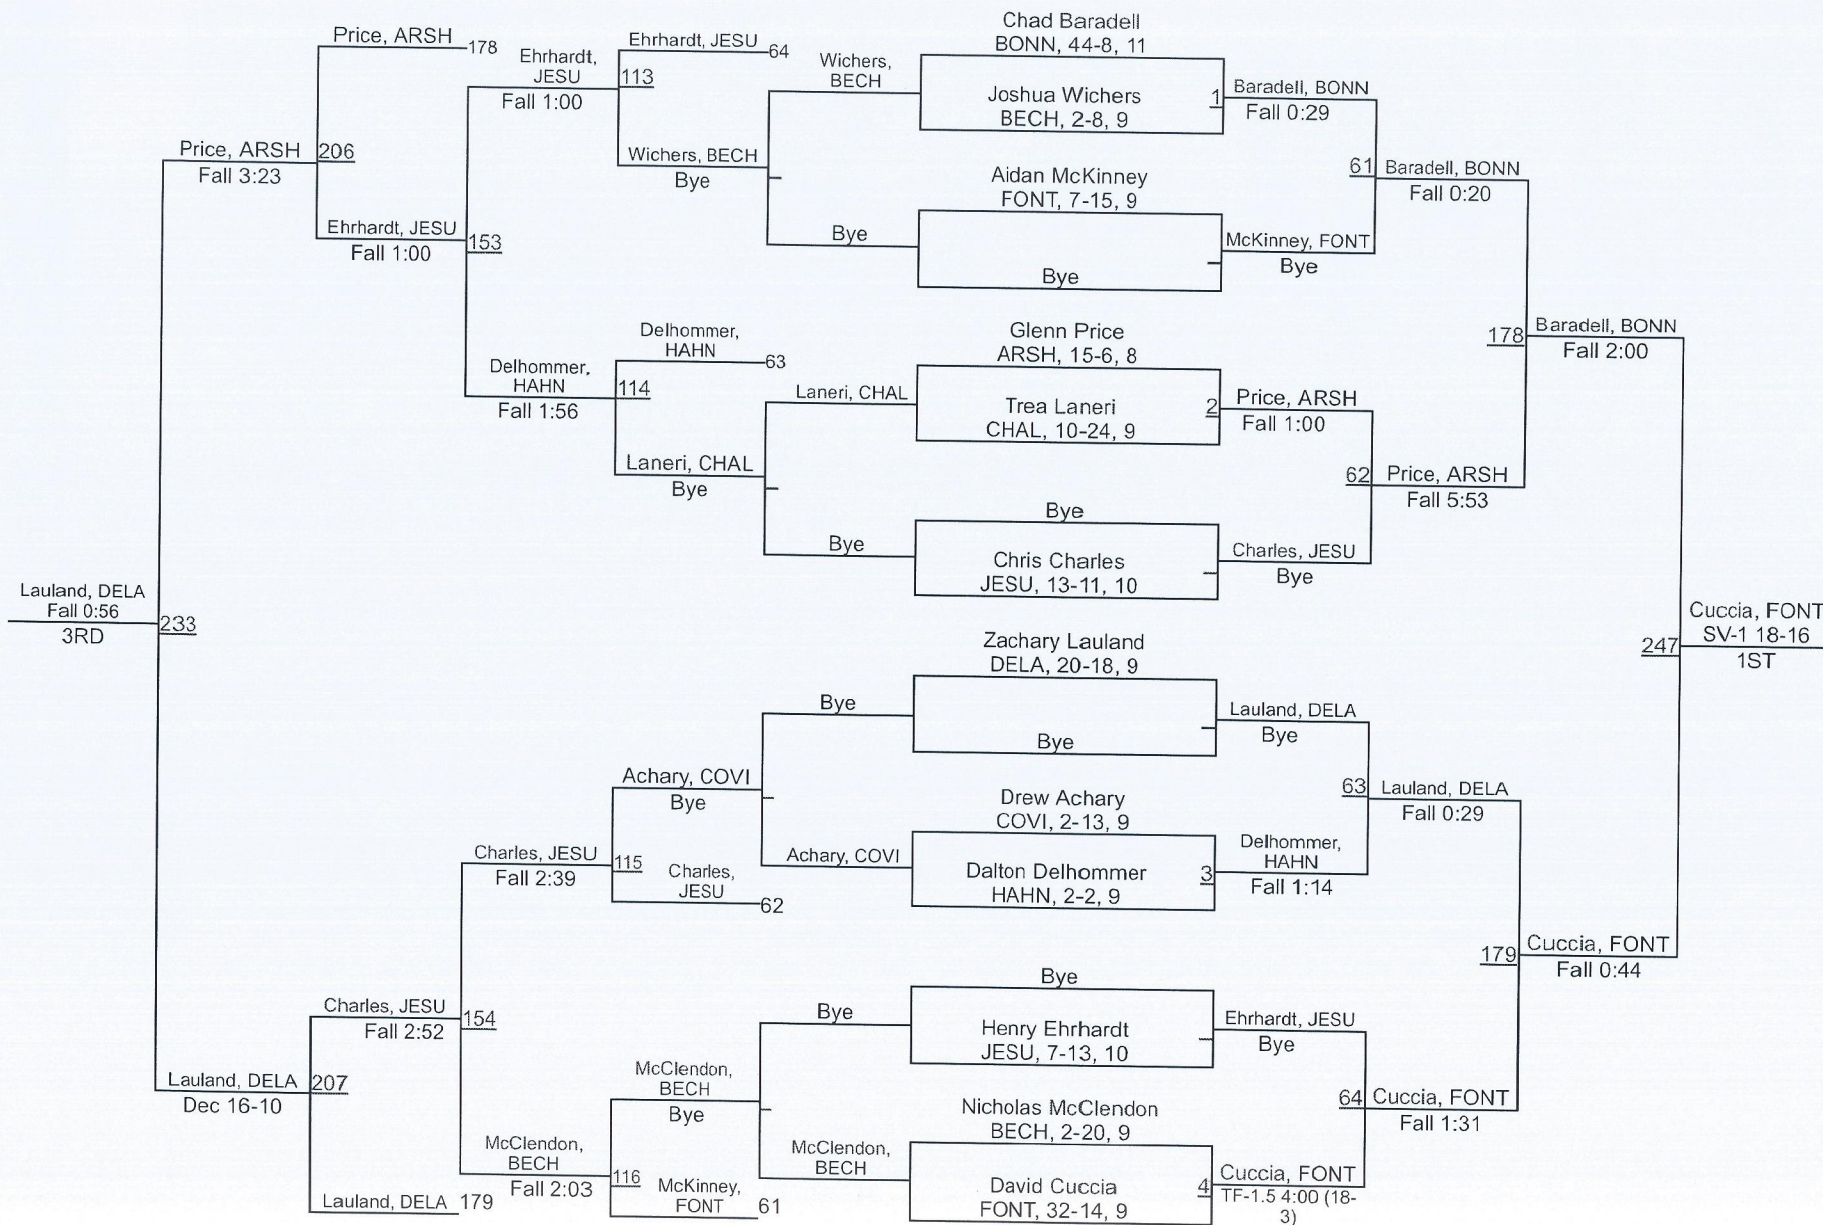 Chad Baradell
BONN, 44-8, 11
Joshua Wichers
BECH, 2-8, 9
1
Aidan McKinney
FONT, 7-15, 9
Bye
Glenn Price
ARSH, 15-6, 8
Trea Laneri
CHAL, 10-24, 9
2
Bye
Chris Charles
JESU, 13-11, 10
Zachary Lauland
DELA, 20-18, 9
Bye
Drew Achary
COVI, 2-13, 9
Dalton Delhommer
HAHN, 2-2, 9
3
Bye
Henry Ehrhardt
JESU, 7-13, 10
Nicholas McClendon
BECH, 2-20, 9
David Cuccia
FONT, 32-14, 9
4
Baradell, BONN
Fall 0:29
McKinney, FONT
Bye
Price, ARSH
Fall 1:00
Charles, JESU
Bye
Lauland, DELA
Bye
Delhommer,
HAHN
Fall 1:14
Ehrhardt, JESU
Bye
Cuccia, FONT
TF-1.5 4:00 (18-
3)
61
Baradell, BONN
Fall 0:20
62
Price, ARSH
Fall 5:53
63
Lauland, DELA
Fall 0:29
64
Cuccia, FONT
Fall 1:31
178
Baradell, BONN
Fall 2:00
179
Cuccia, FONT
Fall 0:44
247
Cuccia, FONT
SV-1 18-16
1ST
Wichers,
BECH
Bye
Laneri, CHAL
Bye
Bye
Achary, COVI
Bye
McClendon,
BECH
Ehrhardt, JESU
64
Wichers, BECH
Bye
Delhommer,
HAHN
63
Laneri, CHAL
Bye
Achary, COVI
Bye
Charles,
JESU
62
McClendon,
BECH
Bye
McKinney,
FONT
61
Ehrhardt,
JESU
Fall 1:00
113
Delhommer,
HAHN
Fall 1:56
114
Charles, JESU
Fall 2:39
115
McClendon,
BECH
Fall 2:03
116
Price, ARSH
178
Ehrhardt, JESU
Fall 1:00
153
Charles, JESU
Fall 2:52
154
Lauland, DELA
179
Price, ARSH
Fall 3:23
206
Lauland, DELA
Dec 16-10
207
Lauland, DELA
Fall 0:56
3RD
233